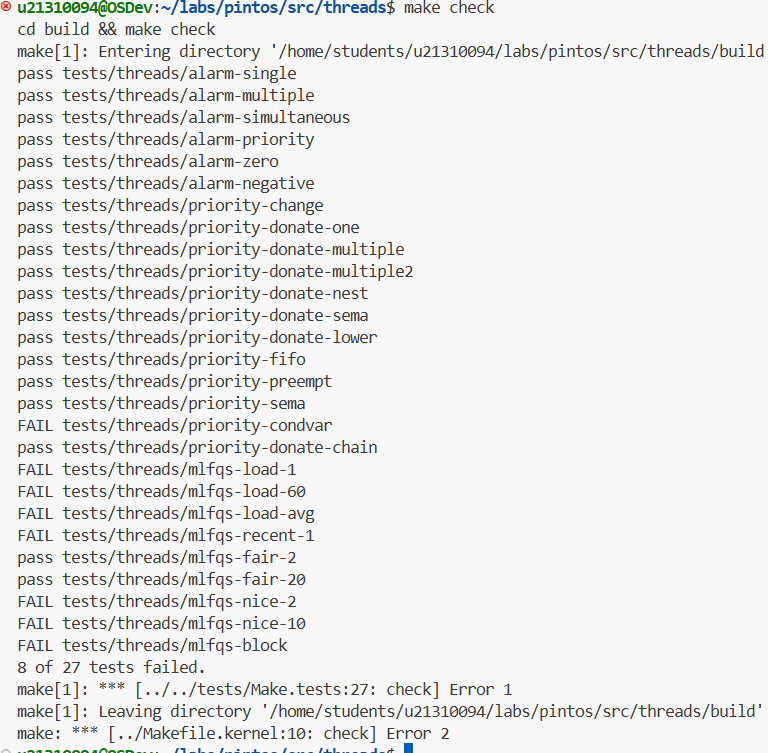 u21310094@OSDev:~/labs/pintos/src/threads$ make check
cd build && make check
make[1]: Entering directory '/home/students/u21310094/labs/pintos/src/threads/build
pass tests/threads/alarm-single
pass tests/threads/alarm-multiple
pass tests/threads/alarm-simultaneous
pass tests/threads/alarm-priority
pass tests/threads/alarm-zero
pass tests/threads/alarm-negative
pass tests/threads/priority-change
pass tests/threads/priority-donate-one
pass tests/threads/priority-donate-multiple
pass tests/threads/priority-donate-multiple2
pass tests/threads/priority-donate-nest
pass tests/threads/priority-donate-sema
pass tests/threads/priority-donate-lower
pass tests/threads/priority-fifo
pass tests/threads/priority-preempt
pass tests/threads/priority-sema
FAIL tests/threads/priority-condvar
pass tests/threads/priority-donate-chain
FAIL tests/threads/mlfqs-load-1
FAIL tests/threads/mlfqs-load-60
FAIL tests/threads/mlfqs-load-avg
FAIL tests/threads/mlfqs-recent-1
pass tests/threads/mlfqs-fair-2
pass tests/threads/mlfqs-fair-20
FAIL tests/threads/mlfqs-nice-2
FAIL tests/threads/mlfqs-nice-10
FAIL tests/threads/mlfqs-block
8 of 27 tests failed.
make[1]: *** [../../tests/Make.tests:27: check] Error 1
make[1]: Leaving directory '/home/students/u21310094/labs/pintos/src/threads/build'
make: *** [../Makefile.kernel:10: check] Error 2
u21310094@OSDev:~/labs/pintos/src/threads$